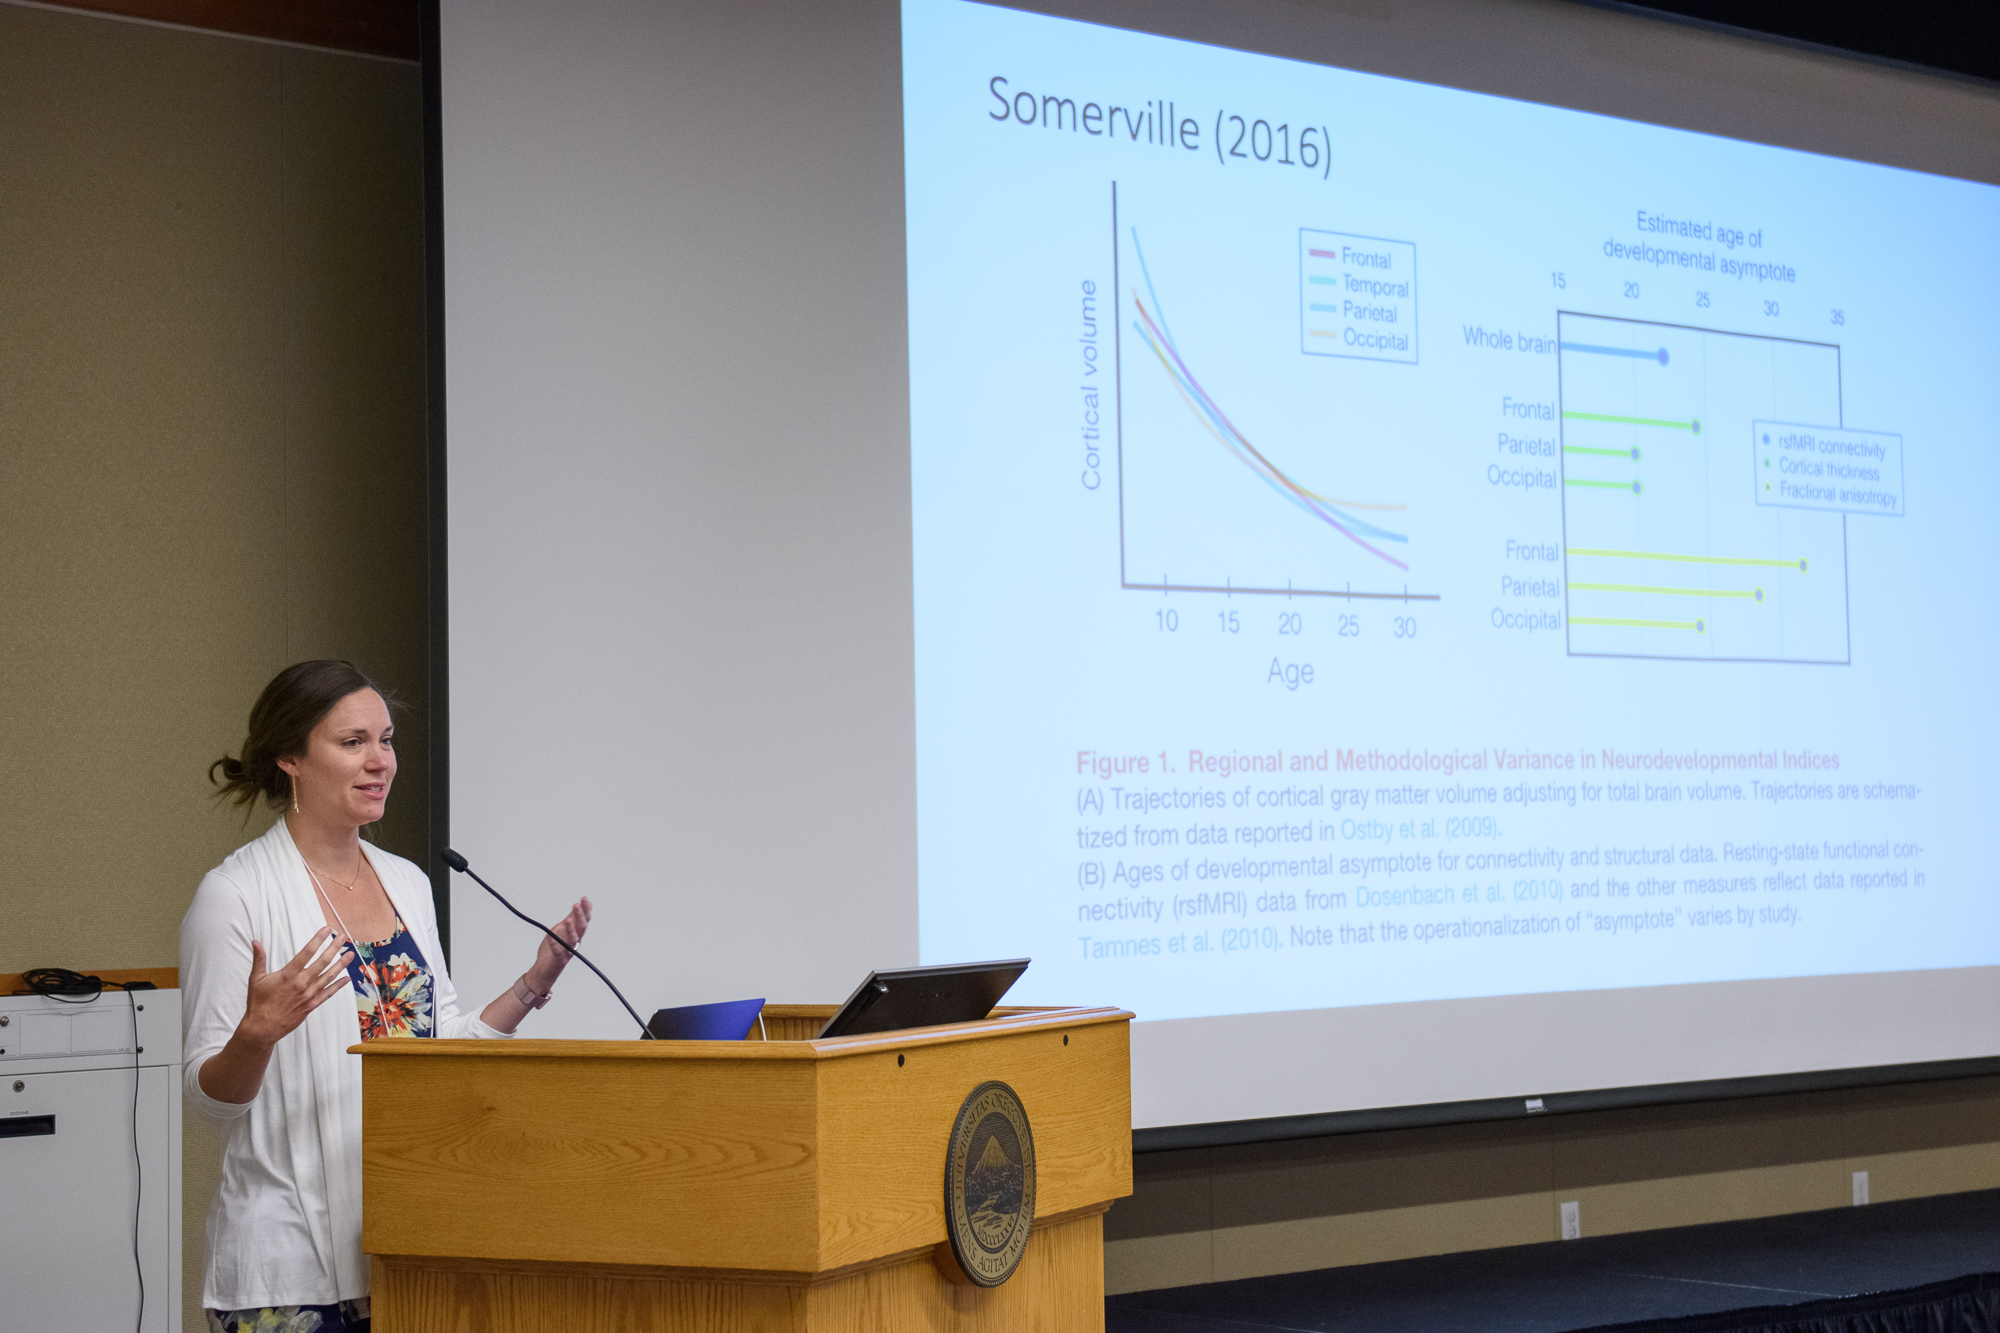 Somerville (2016)
Cortical volume
Frontal
Temporal
Parietal
Occipital
10 15 20 25 30
Age
Estimated age of
developmental asymptote
15 20 25 30 35
Whole brain
Frontal
Parietal
Occipital
Frontal
Parietal
Occipital
rsfMRI connectivity
Cortical thickness
Fractional anisotropy
Figure 1. Regional and Methodological Variance in Neurodevelopmental Indices
(A) Trajectories of cortical gray matter volume adjusting for total brain volume. Trajectories are schema-
tized from data reported in Ostby et al. (2009).
(B) Ages of developmental asymptote for connectivity and structural data. Resting-state functional con-
nectivity (rsfMRI) data from Dosenbach et al. (2010) and the other measures reflect data reported in
Tamnes et al. (2010). Note that the operationalization of “asymptote” varies by study.
UNIVERSITAS OREGONENSIS
MENS AGITAT MOLEM